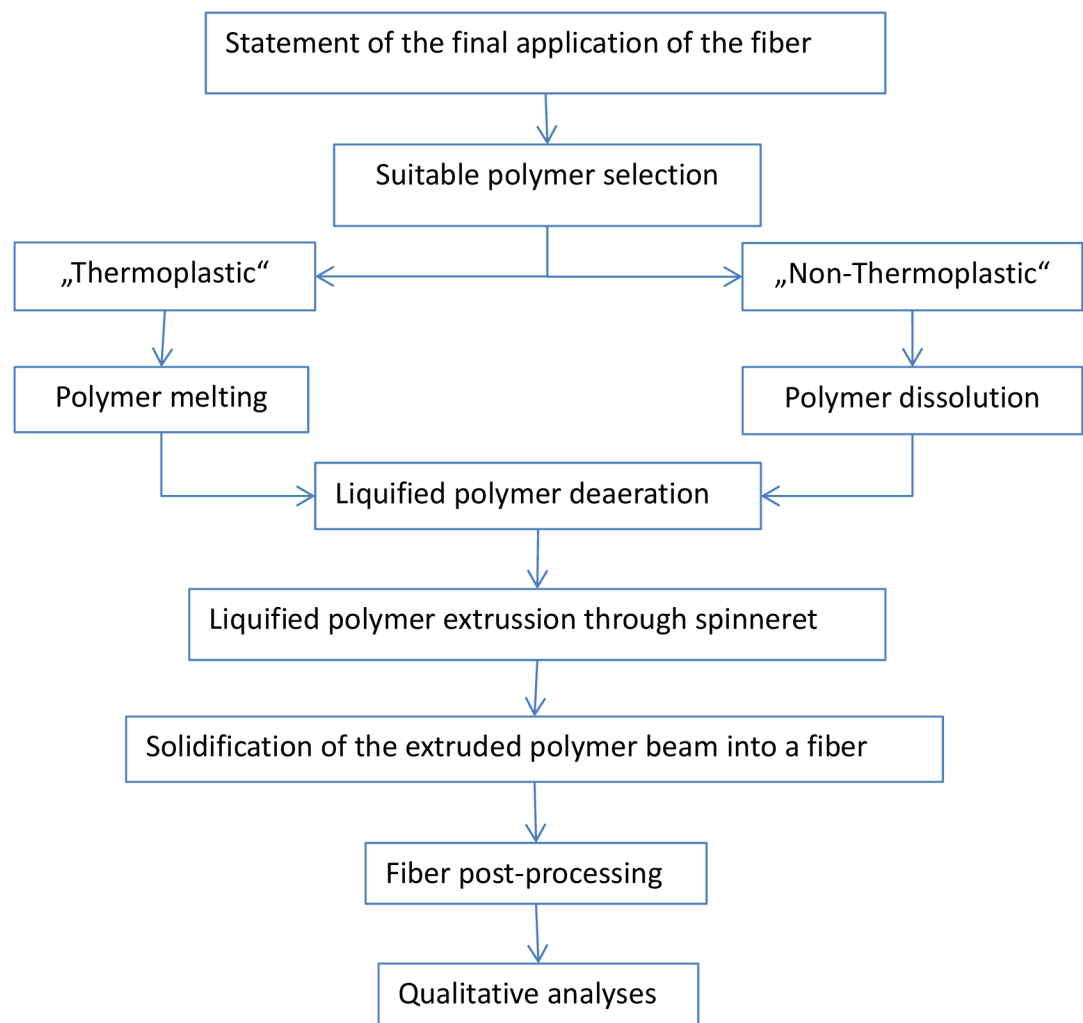 Statement of the final application of the fiber
Suitable polymer selection
„Thermoplastic“
„Non-Thermoplastic“
Polymer melting
Polymer dissolution
Liquified polymer deaeration
Liquified polymer extrussion through spinneret
Solidification of the extruded polymer beam into a fiber
Fiber post-processing
Qualitative analyses